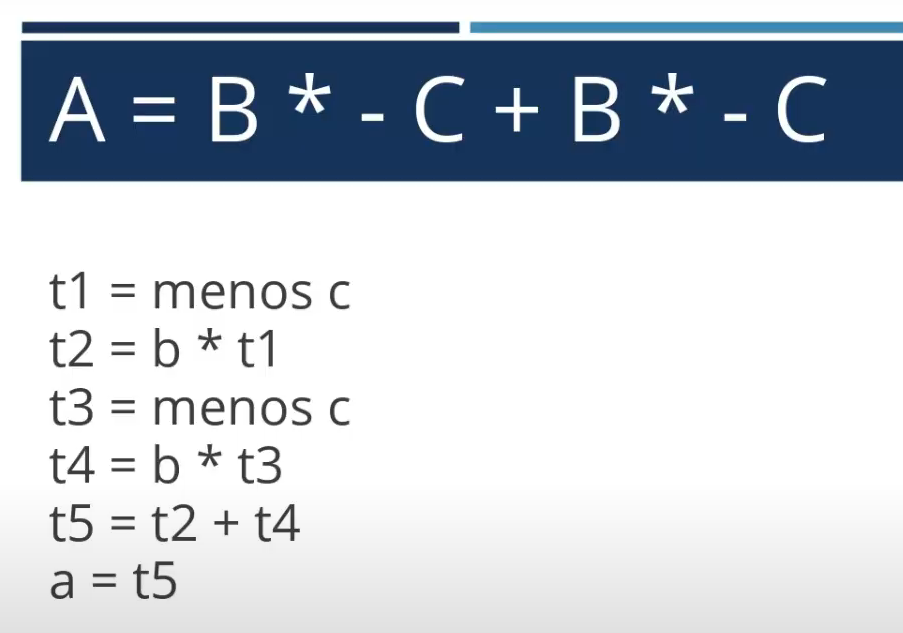 A = B * - C + B * - C
t1 = menos c
t2 = b * t1
t3 = menos c
t4 = b * t3
t5 = t2 + t4
a = t5